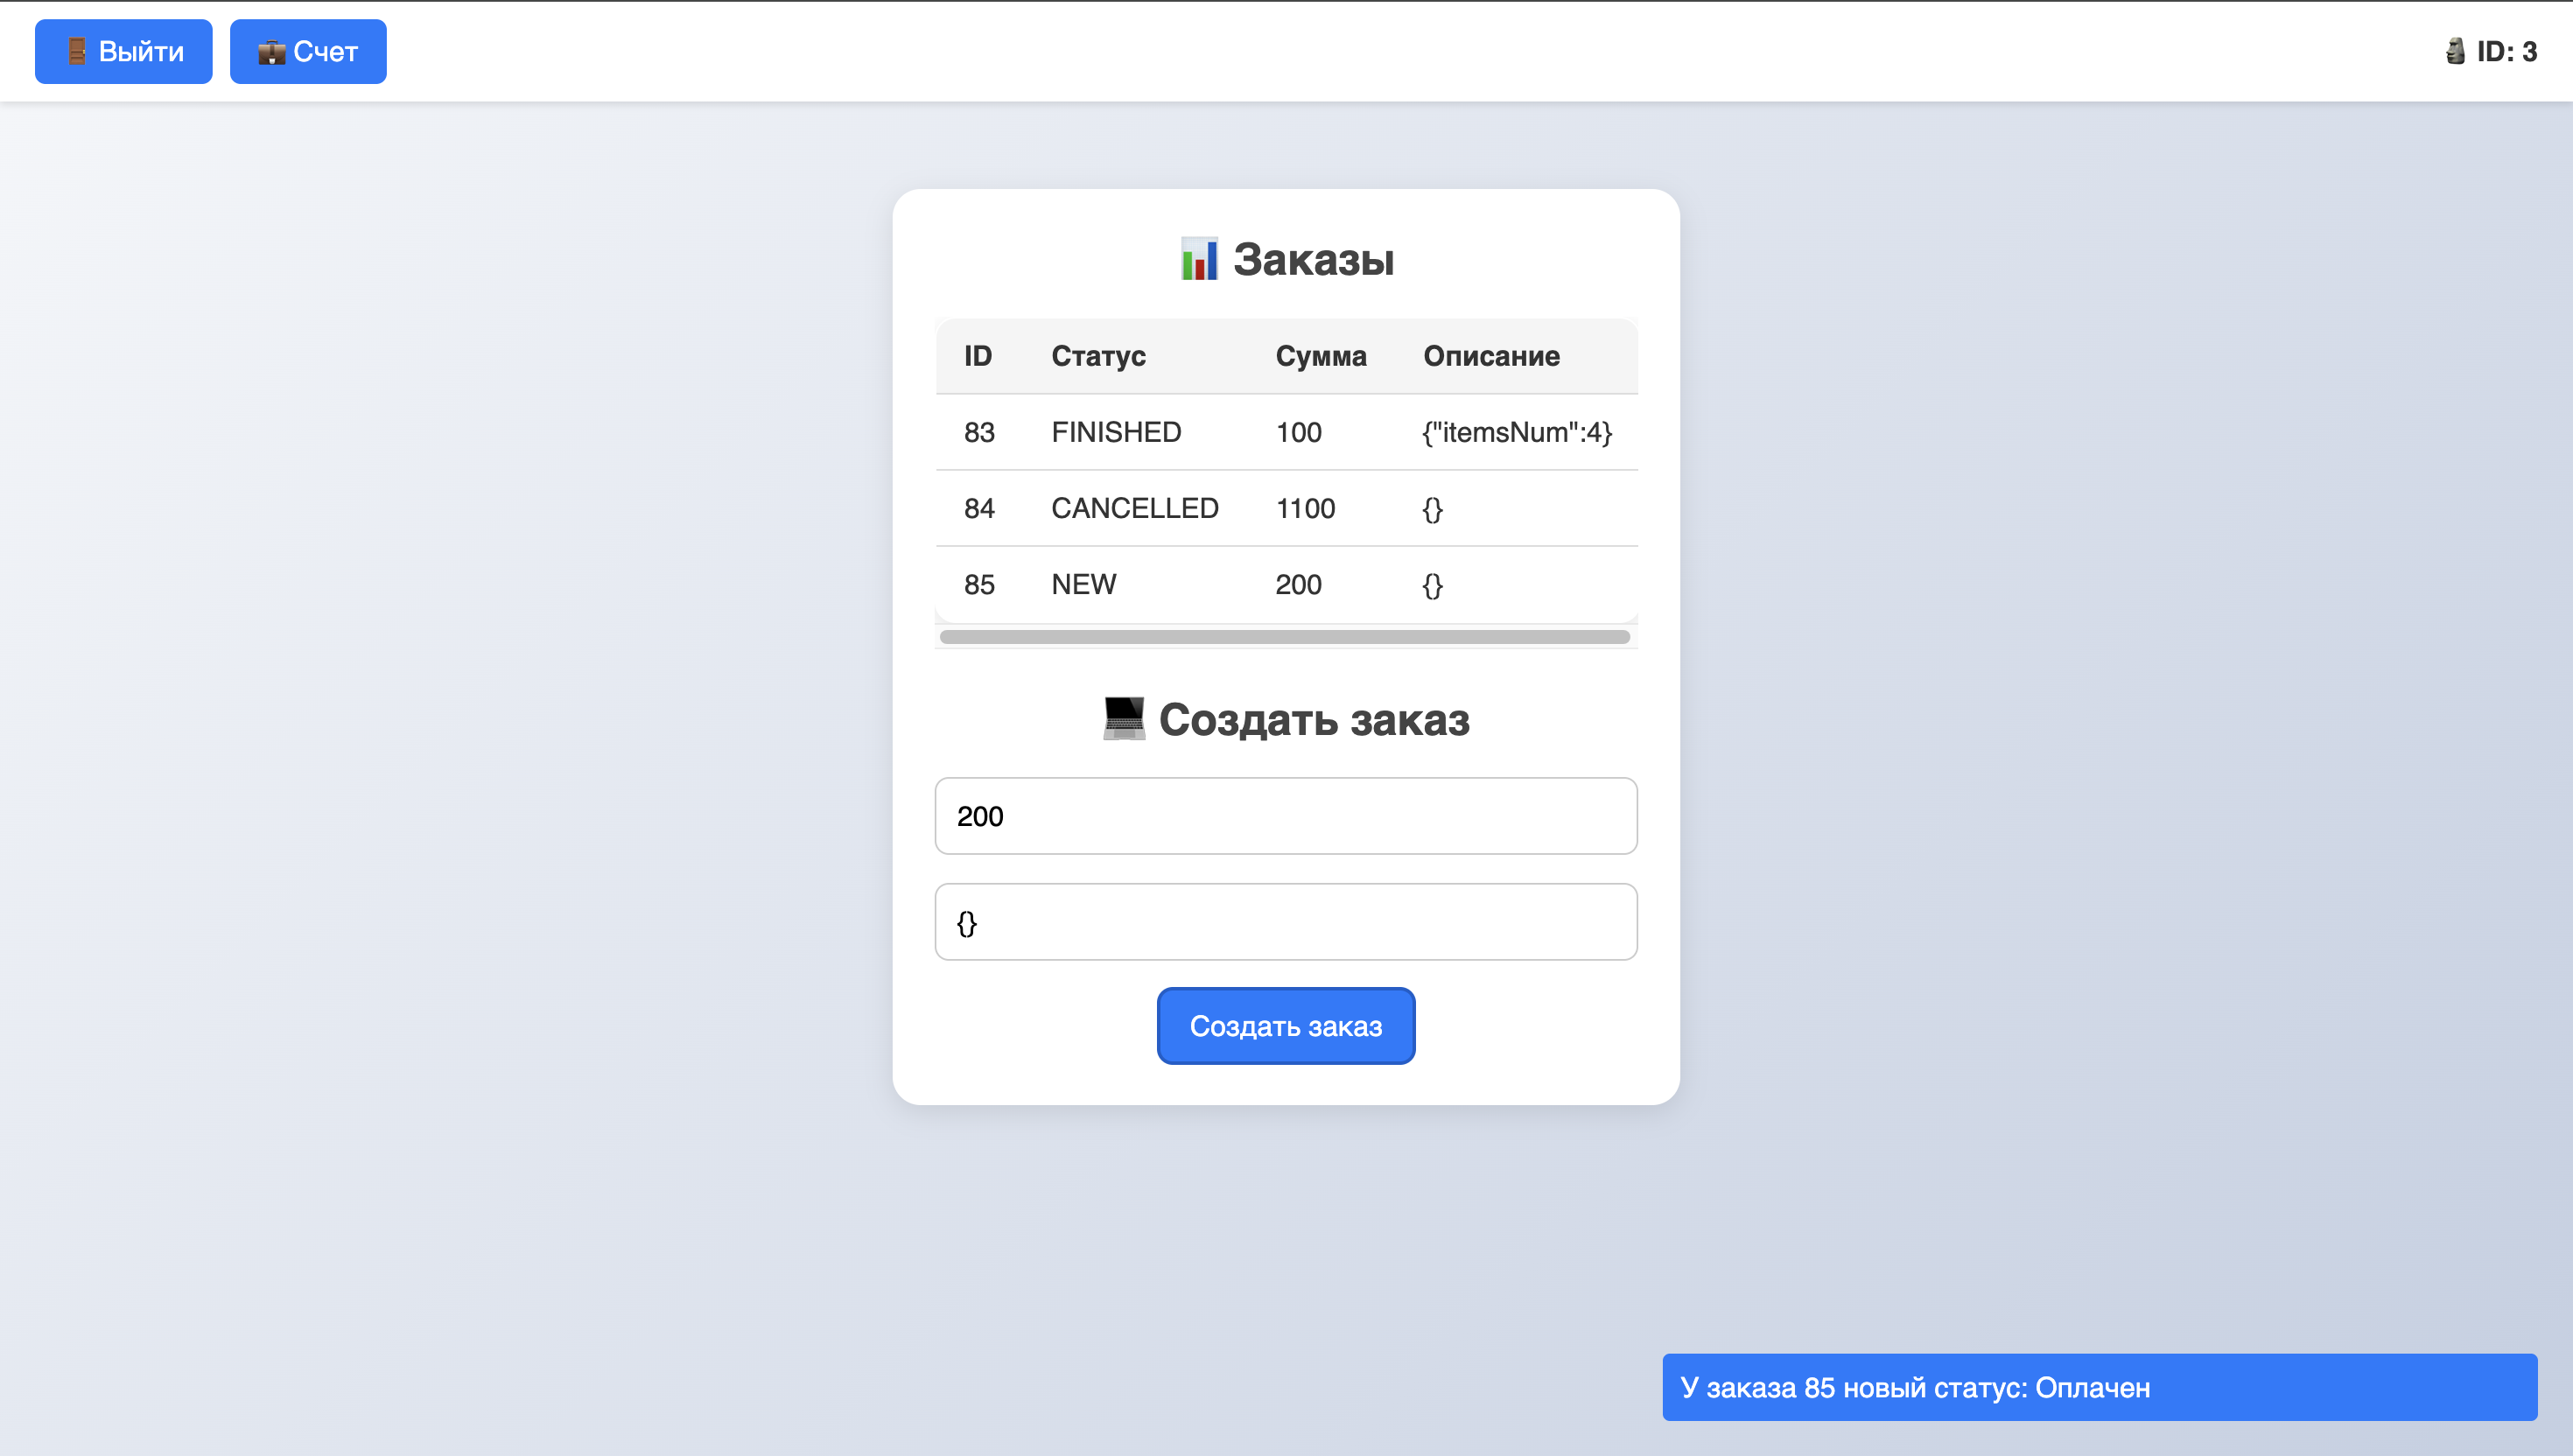 Выйти
Счет
ID: 3
Заказы
ID Статус Сумма Описание
83 FINISHED 100 {"itemsNum":4}
84 CANCELLED 1100 {}
85 NEW 200 {}
Создать заказ
200
{}
Создать заказ
У заказа 85 новый статус: Оплачен